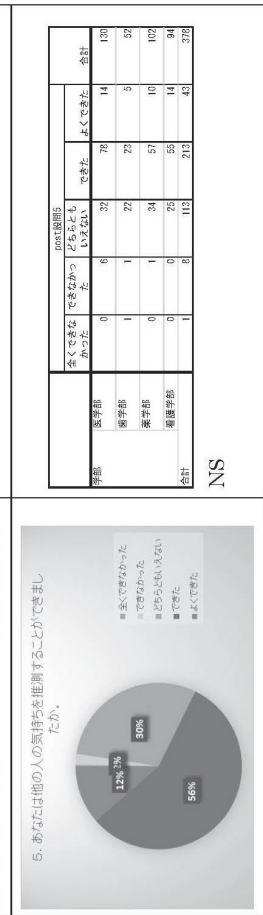 5. あなたは他の人の気持ちを推測することができまし
たか。
2%
12%
30%
56%
全くできなかった
できなかった
どちらともいえない
できた
よくできた
post設問5
全くできな
かった
できなかっ
た
どちらとも
いえない
できた
よくできた
合計
学部 医学部 0 6 32 78 14 130
歯学部 1 1 22 23 5 52
薬学部 0 1 34 57 10 102
看護学部 0 0 25 55 14 94
合計 1 8 113 213 43 378
NS